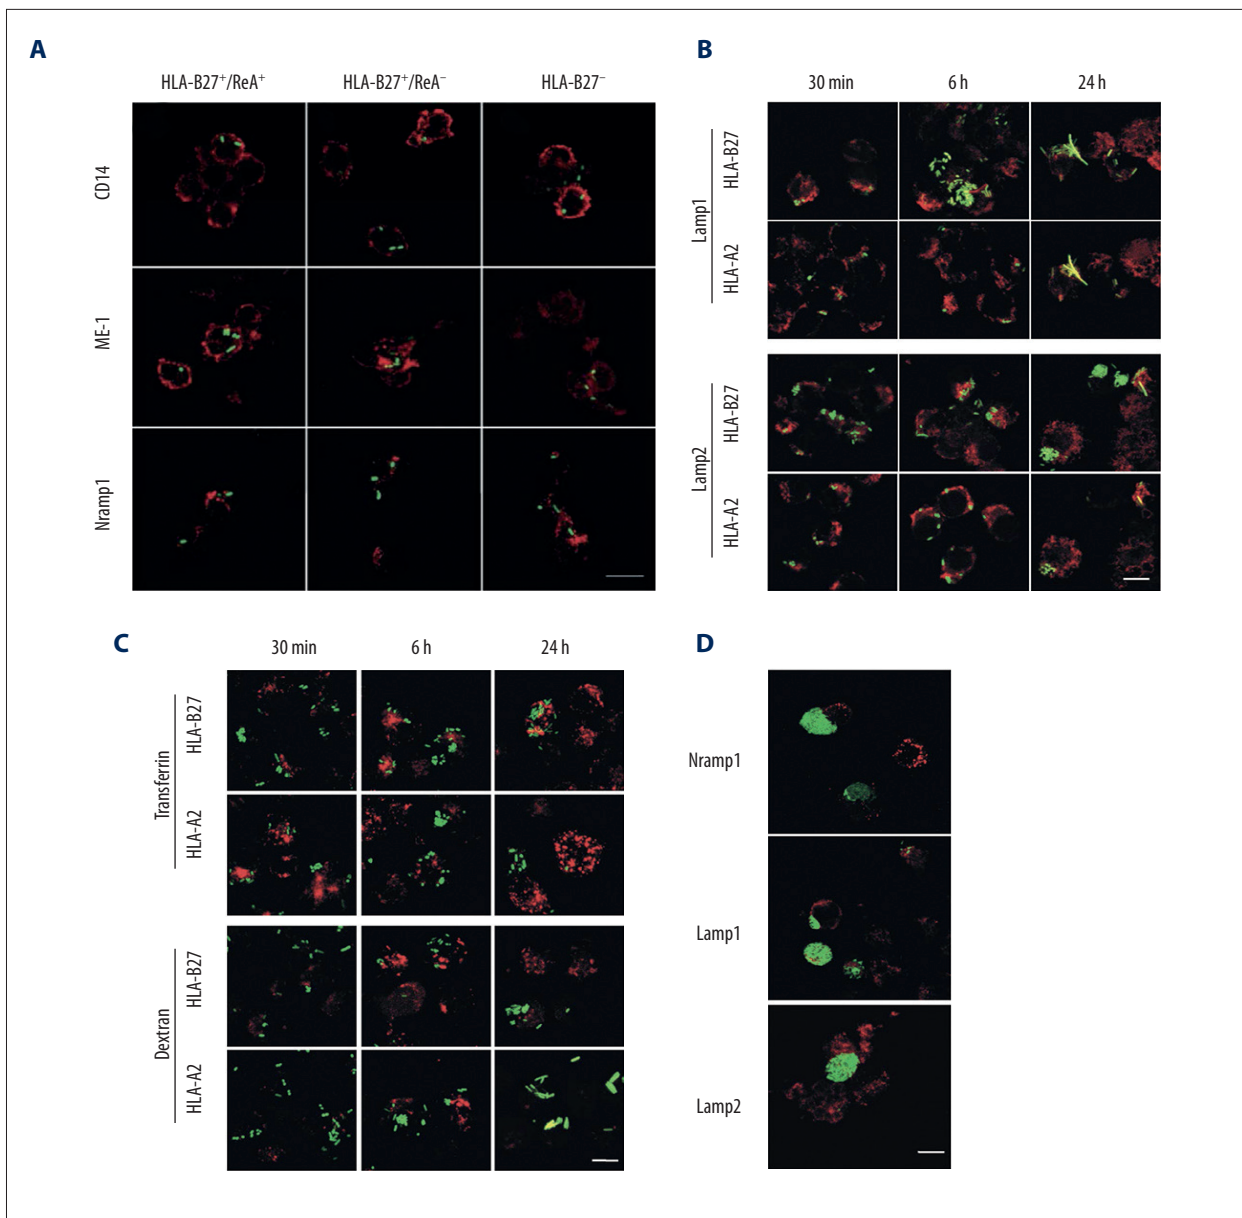 A
HLA-B27⁺/ReA⁺
HLA-B27⁺/ReA⁻
HLA-B27⁻
CD14
ME-1
Nramp1
B
30 min
6 h
24 h
Lamp1
HLA-B27
HLA-A2
Lamp2
HLA-B27
HLA-A2
C
30 min
6 h
24 h
Transferrin
HLA-B27
HLA-A2
Dextran
HLA-B27
HLA-A2
D
Nramp1
Lamp1
Lamp2